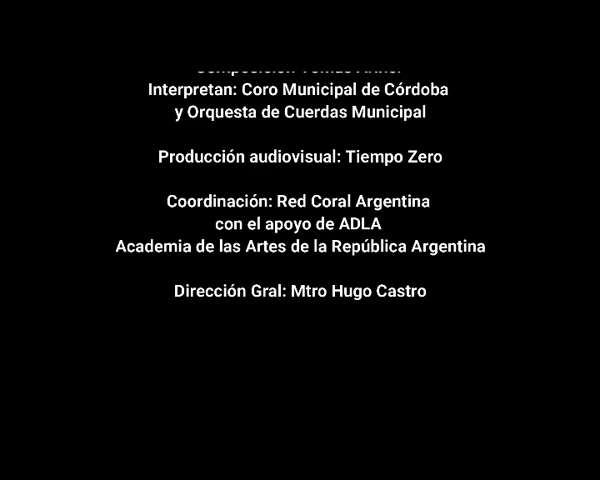 Interpretan: Coro Municipal de Córdoba
y Orquesta de Cuerdas Municipal
Producción audiovisual: Tiempo Zero
Coordinación: Red Coral Argentina
con el apoyo de ADLA
Academia de las Artes de la República Argentina
Dirección Gral: Mtro Hugo Castro